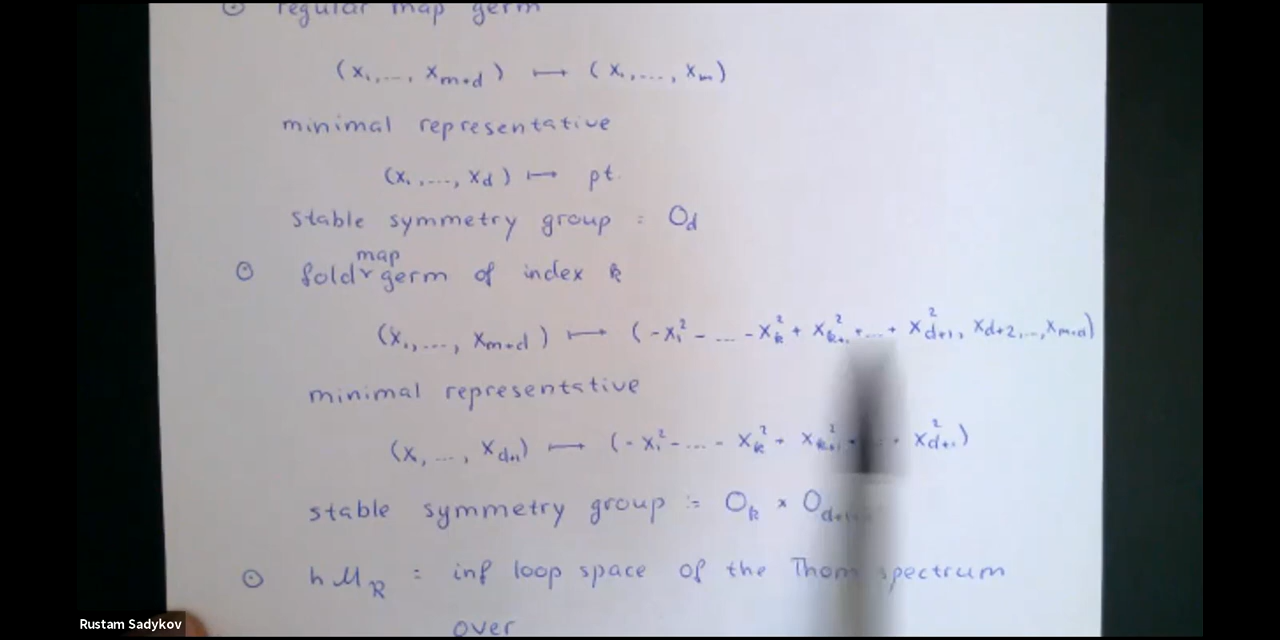 ⊙ regular map germ
(x₁, ..., x_{m+d}) ⟼ (x₁, ..., x_m)
minimal representative
(x₁, ..., x_d) ⟼ pt.
stable symmetry group = O_d
map
⊙ fold ˅ germ of index k
(x₁, ..., x_{m+d}) ⟼ (-x₁² - ... - x_k² + x_{k+1}² + ... + x_{d+1}², x_{d+2}, ..., x_{m+d})
minimal representative
(x, ..., x_{d+1}) ⟼ (-x₁² - ... - x_k² + x_{k+1}² + ... + x_{d+1}²)
stable symmetry group := O_k × O_{d+1
⊙ h M_R = inf loop space of the Thom spectrum
over
Rustam Sadykov